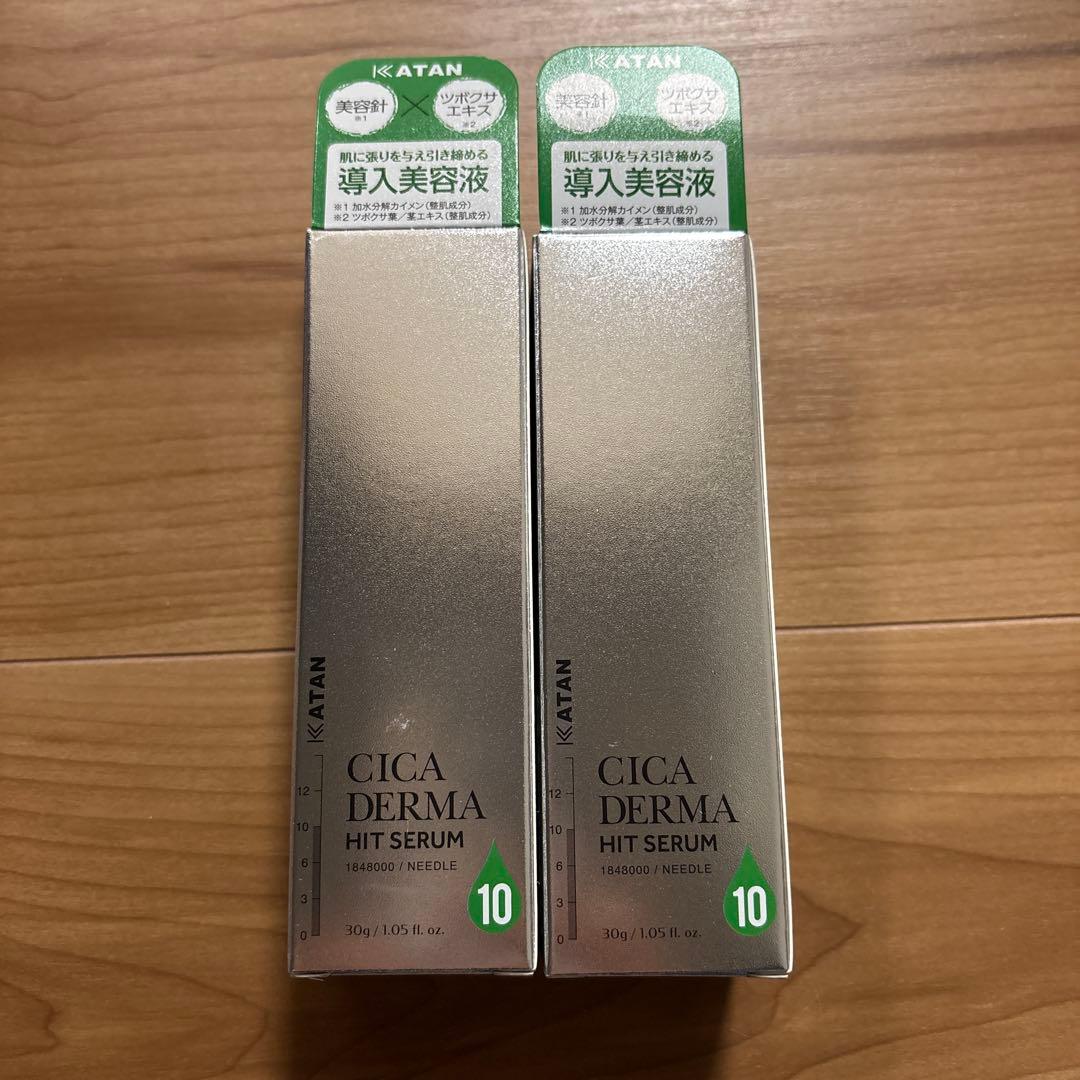 KATAN
美容針
※1
×
ツボクサ
エキス
※2
肌に張りを与え引き締める
導入美容液
※1 加水分解カイメン(整肌成分)
※2 ツボクサ葉/茎エキス(整肌成分)
KATAN
12
10
6
3
0
CICA
DERMA
HIT SERUM
1848000 / NEEDLE
10
30g / 1.05 fl. oz.
KATAN
美容針
※1
×
ツボクサ
エキス
※2
肌に張りを与え引き締める
導入美容液
※1 加水分解カイメン(整肌成分)
※2 ツボクサ葉/茎エキス(整肌成分)
KATAN
12
10
6
3
0
CICA
DERMA
HIT SERUM
1848000 / NEEDLE
10
30g / 1.05 fl. oz.